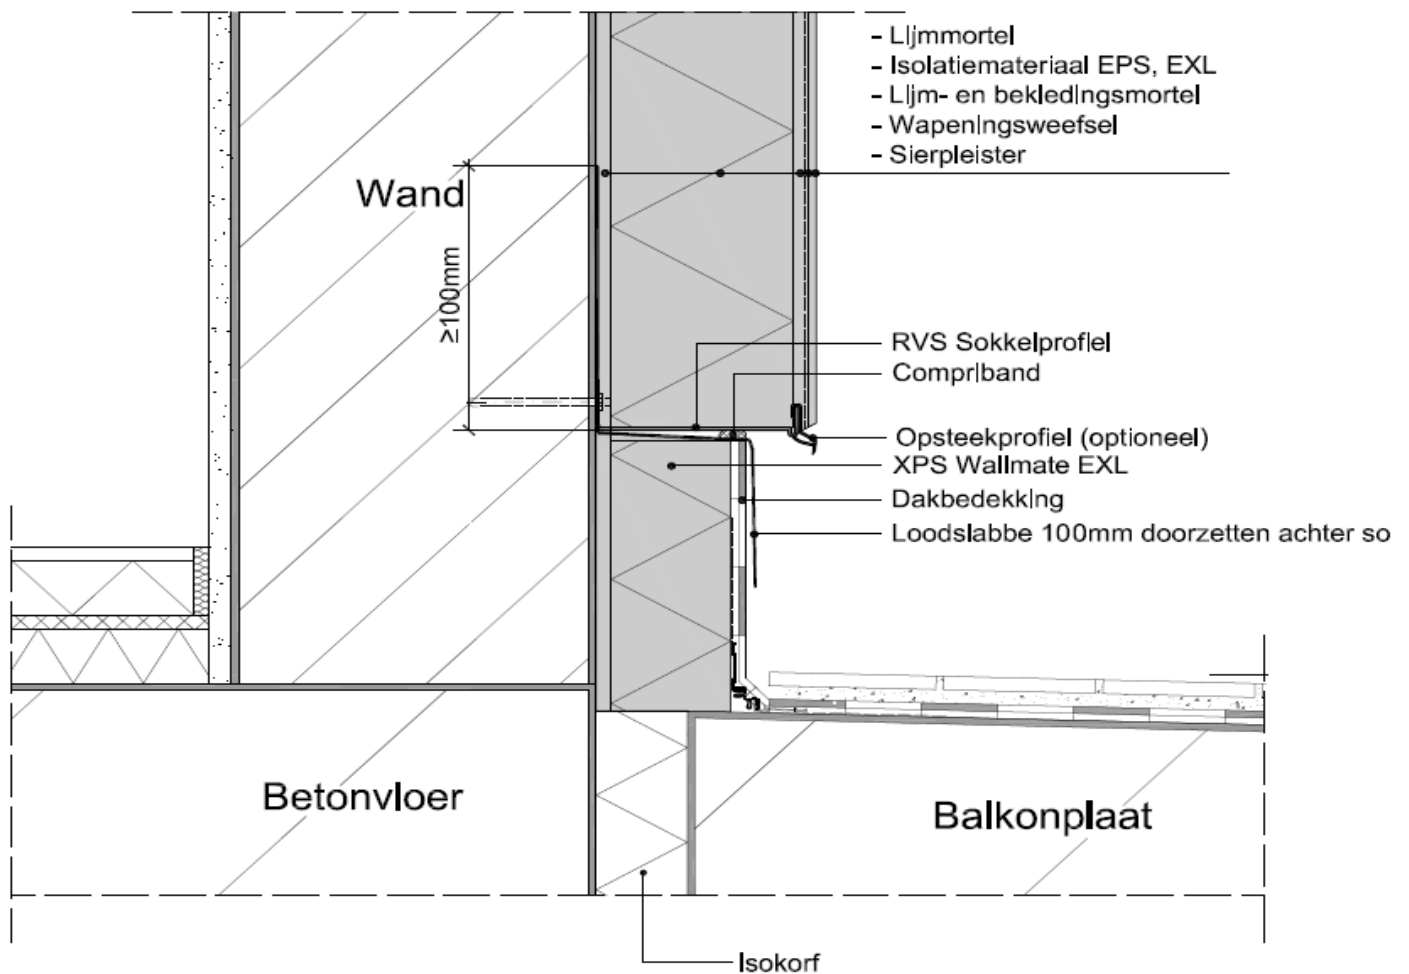 - Lijmmortel
- Isolatiemateriaal EPS, EXL
- Lijm- en bekledingsmortel
- Wapeningsweefsel
- Sierpleister
Wand
≥100mm
RVS Sokkelprofiel
Compriband
Opsteekprofiel (optioneel)
XPS Wallmate EXL
Dakbedekking
Loodslabbe 100mm doorzetten achter so
Betonvloer
Balkonplaat
Isokorf